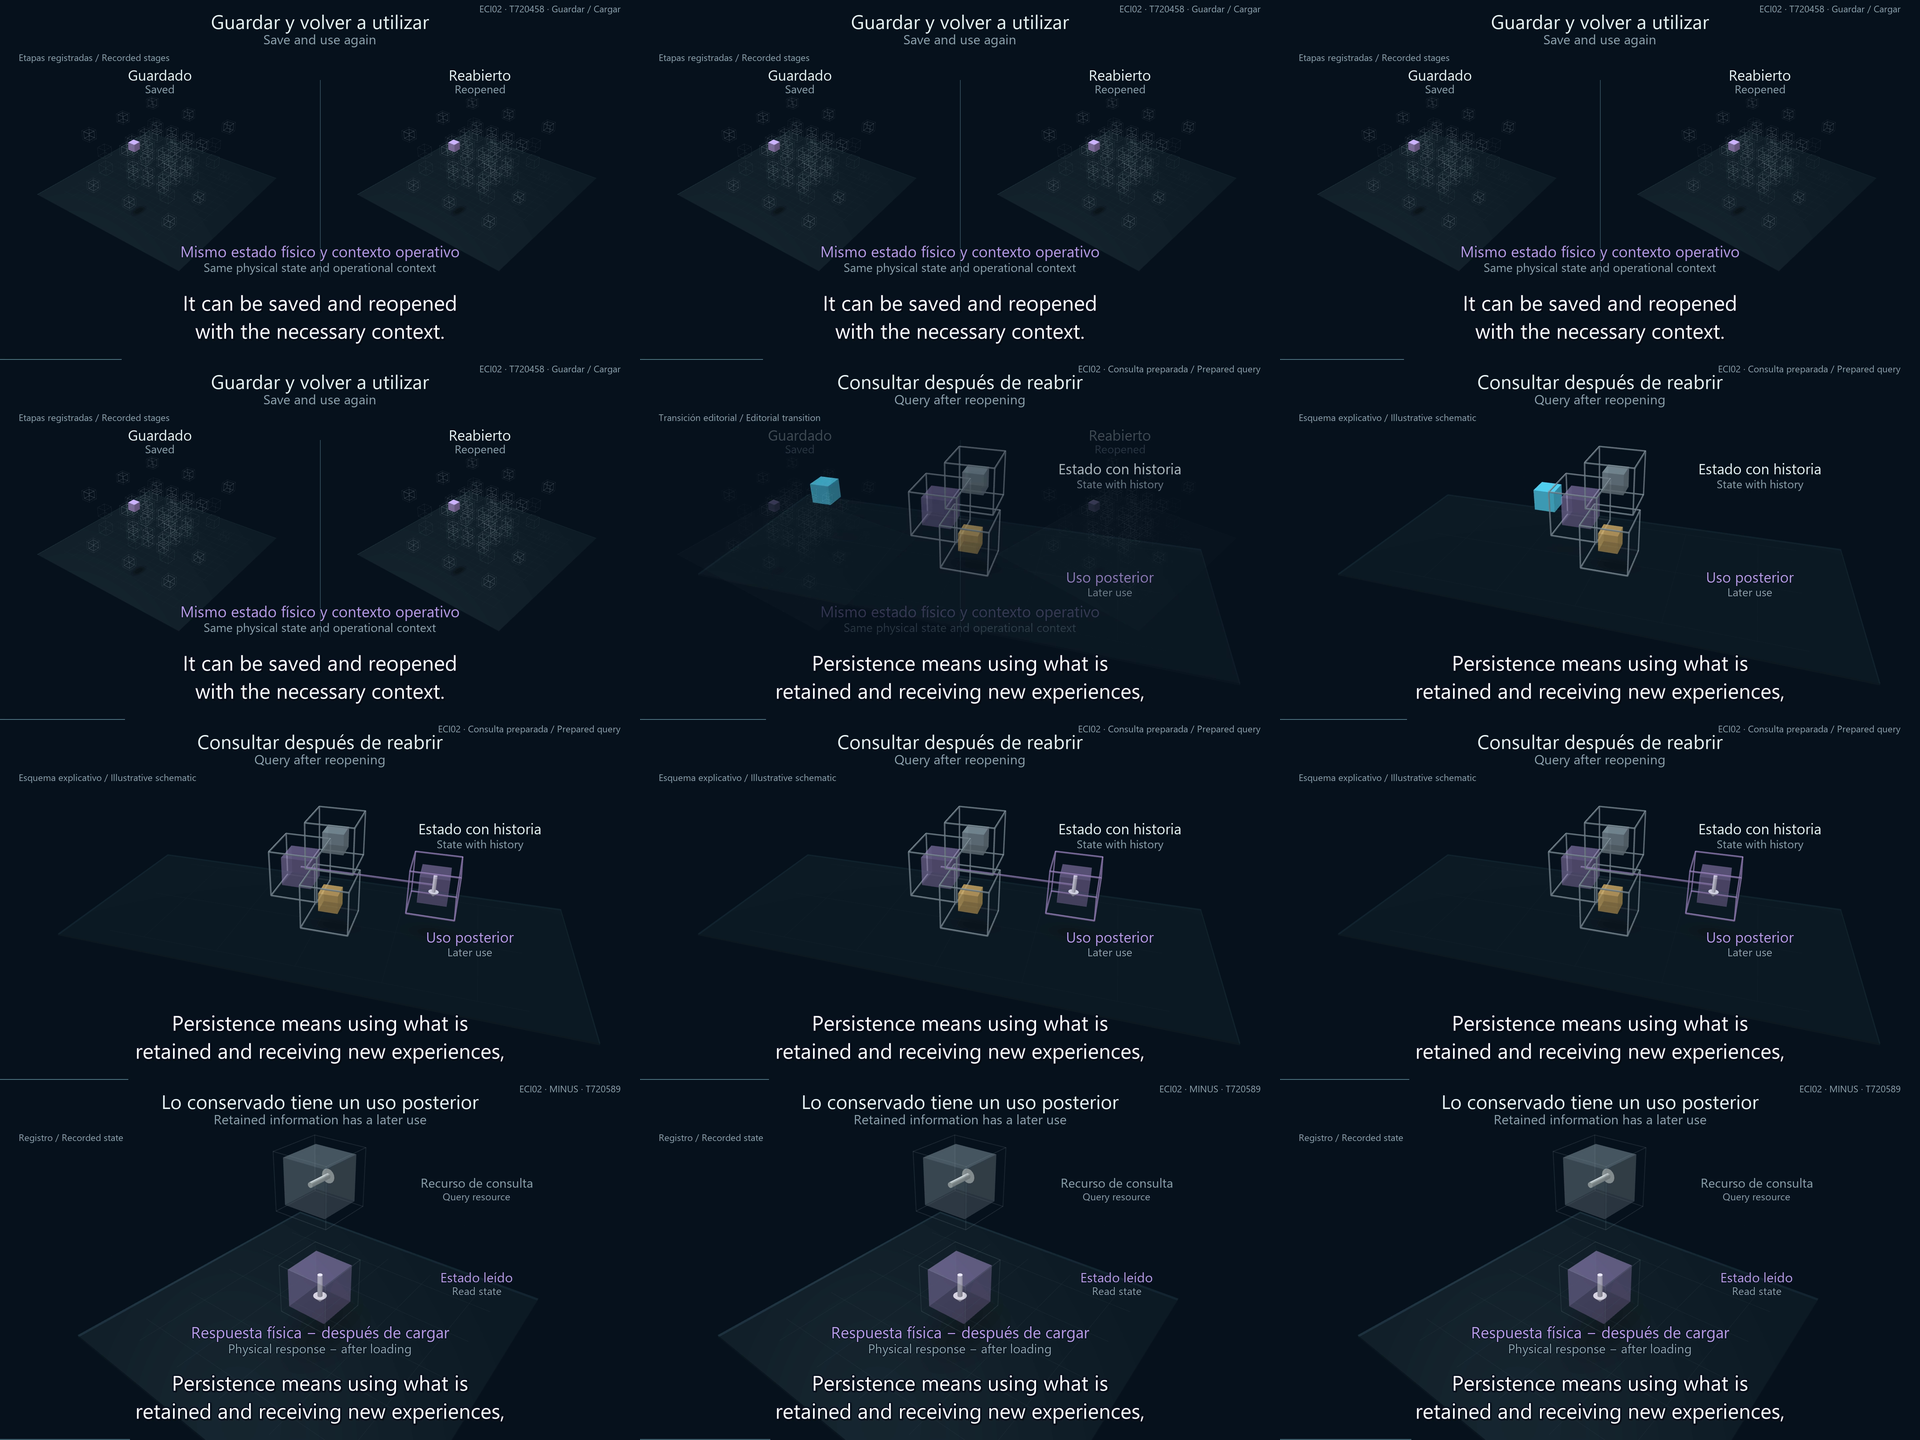 ECI02 · T720458 · Guardar / Cargar
Guardar y volver a utilizar
Save and use again
Etapas registradas / Recorded stages
Guardado
Saved
Reabierto
Reopened
Mismo estado físico y contexto operativo
Same physical state and operational context
It can be saved and reopened
with the necessary context.
ECI02 · T720458 · Guardar / Cargar
Guardar y volver a utilizar
Save and use again
Etapas registradas / Recorded stages
Guardado
Saved
Reabierto
Reopened
Mismo estado físico y contexto operativo
Same physical state and operational context
It can be saved and reopened
with the necessary context.
ECI02 · T720458 · Guardar / Cargar
Guardar y volver a utilizar
Save and use again
Etapas registradas / Recorded stages
Guardado
Saved
Reabierto
Reopened
Mismo estado físico y contexto operativo
Same physical state and operational context
It can be saved and reopened
with the necessary context.
ECI02 · T720458 · Guardar / Cargar
Guardar y volver a utilizar
Save and use again
Etapas registradas / Recorded stages
Guardado
Saved
Reabierto
Reopened
Mismo estado físico y contexto operativo
Same physical state and operational context
It can be saved and reopened
with the necessary context.
ECI02 · Consulta preparada / Prepared query
Consultar después de reabrir
Query after reopening
Transición editorial / Editorial transition
Guardado
Saved
Reabierto
Reopened
Estado con historia
State with history
Uso posterior
Later use
Mismo estado físico y contexto operativo
Same physical state and operational context
Persistence means using what is
retained and receiving new experiences,
ECI02 · Consulta preparada / Prepared query
Consultar después de reabrir
Query after reopening
Esquema explicativo / Illustrative schematic
Estado con historia
State with history
Uso posterior
Later use
Persistence means using what is
retained and receiving new experiences,
ECI02 · Consulta preparada / Prepared query
Consultar después de reabrir
Query after reopening
Esquema explicativo / Illustrative schematic
Estado con historia
State with history
Uso posterior
Later use
Persistence means using what is
retained and receiving new experiences,
ECI02 · Consulta preparada / Prepared query
Consultar después de reabrir
Query after reopening
Esquema explicativo / Illustrative schematic
Estado con historia
State with history
Uso posterior
Later use
Persistence means using what is
retained and receiving new experiences,
ECI02 · Consulta preparada / Prepared query
Consultar después de reabrir
Query after reopening
Esquema explicativo / Illustrative schematic
Estado con historia
State with history
Uso posterior
Later use
Persistence means using what is
retained and receiving new experiences,
ECI02 · MINUS · T720589
Lo conservado tiene un uso posterior
Retained information has a later use
Registro / Recorded state
Recurso de consulta
Query resource
Estado leído
Read state
Respuesta física – después de cargar
Physical response – after loading
Persistence means using what is
retained and receiving new experiences,
ECI02 · MINUS · T720589
Lo conservado tiene un uso posterior
Retained information has a later use
Registro / Recorded state
Recurso de consulta
Query resource
Estado leído
Read state
Respuesta física – después de cargar
Physical response – after loading
Persistence means using what is
retained and receiving new experiences,
ECI02 · MINUS · T720589
Lo conservado tiene un uso posterior
Retained information has a later use
Registro / Recorded state
Recurso de consulta
Query resource
Estado leído
Read state
Respuesta física – después de cargar
Physical response – after loading
Persistence means using what is
retained and receiving new experiences,